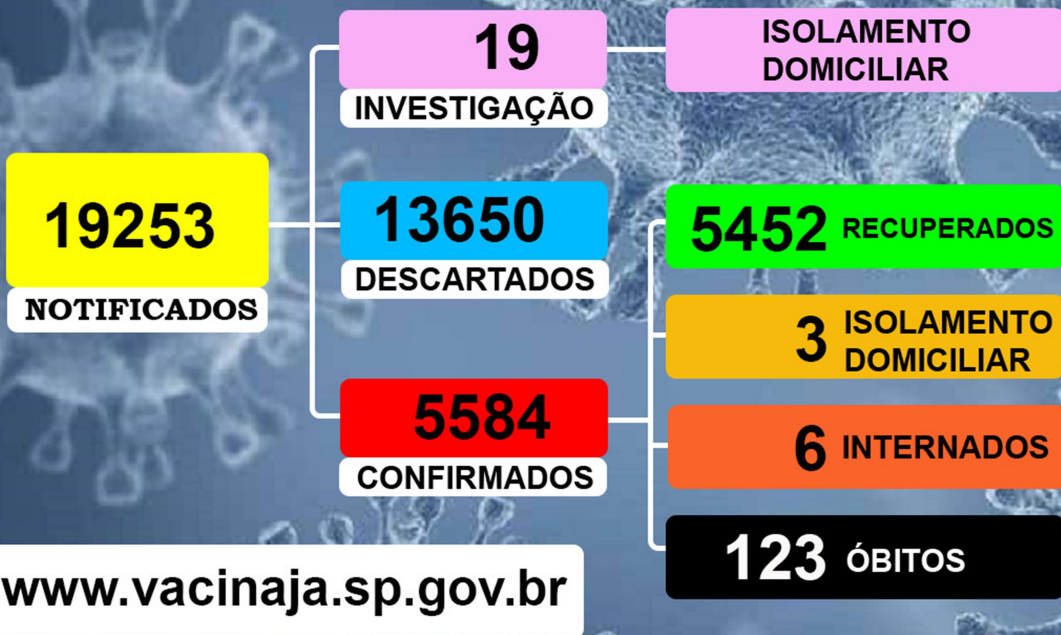 19253
NOTIFICADOS
19
INVESTIGAÇÃO
ISOLAMENTO
DOMICILIAR
13650
DESCARTADOS
5584
CONFIRMADOS
5452 RECUPERADOS
3 ISOLAMENTO
DOMICILIAR
6 INTERNADOS
123 ÓBITOS
www.vacinaja.sp.gov.br